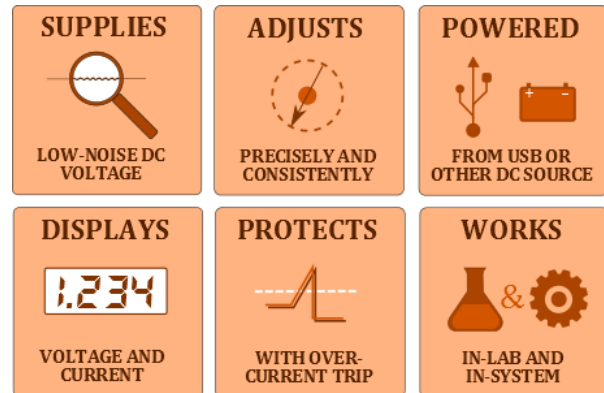 SUPPLIES
LOW-NOISE DC
VOLTAGE
ADJUSTS
PRECISELY AND
CONSISTENTLY
POWERED
+ −
FROM USB OR
OTHER DC SOURCE
DISPLAYS
1.234
VOLTAGE AND
CURRENT
PROTECTS
WITH OVER-
CURRENT TRIP
WORKS
&
IN-LAB AND
IN-SYSTEM